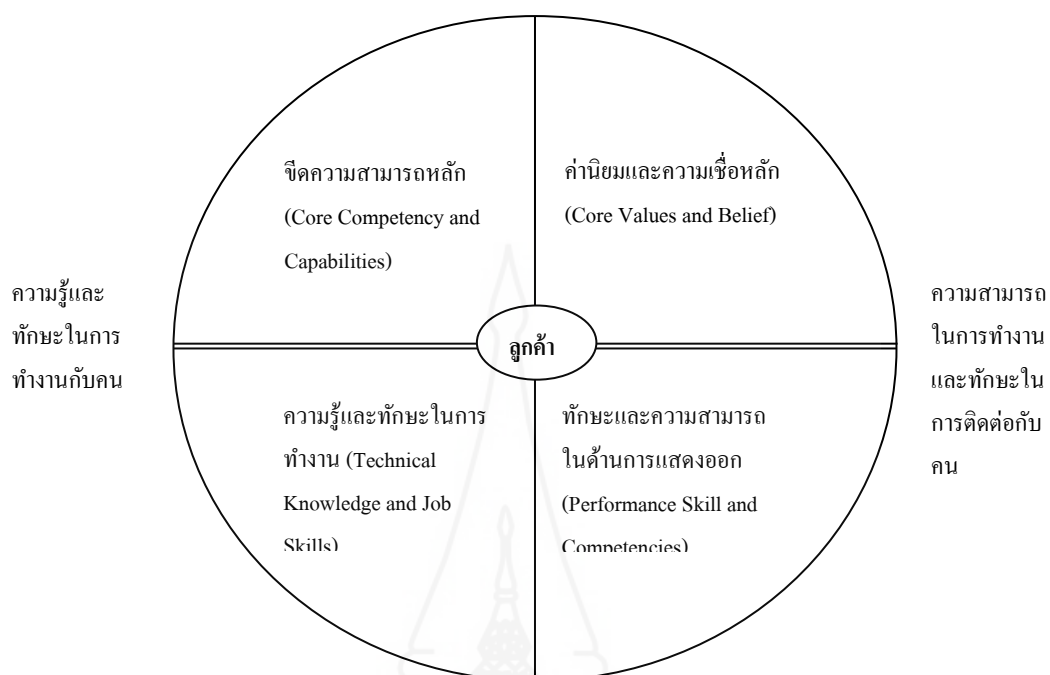 ขีดความสามารถหลัก
(Core Competency and
Capabilities)
ค่านิยมและความเชื่อหลัก
(Core Values and Belief)
ความรู้และ
ทักษะในการ
ทำงานกับคน
ลูกค้า
ความสามารถ
ในการทำงาน
และทักษะใน
การติดต่อกับ
คน
ความรู้และทักษะในการ
ทำงาน (Technical
Knowledge and Job
Skills)
ทักษะและความสามารถ
ในด้านการแสดงออก
(Performance Skill and
Competencies)